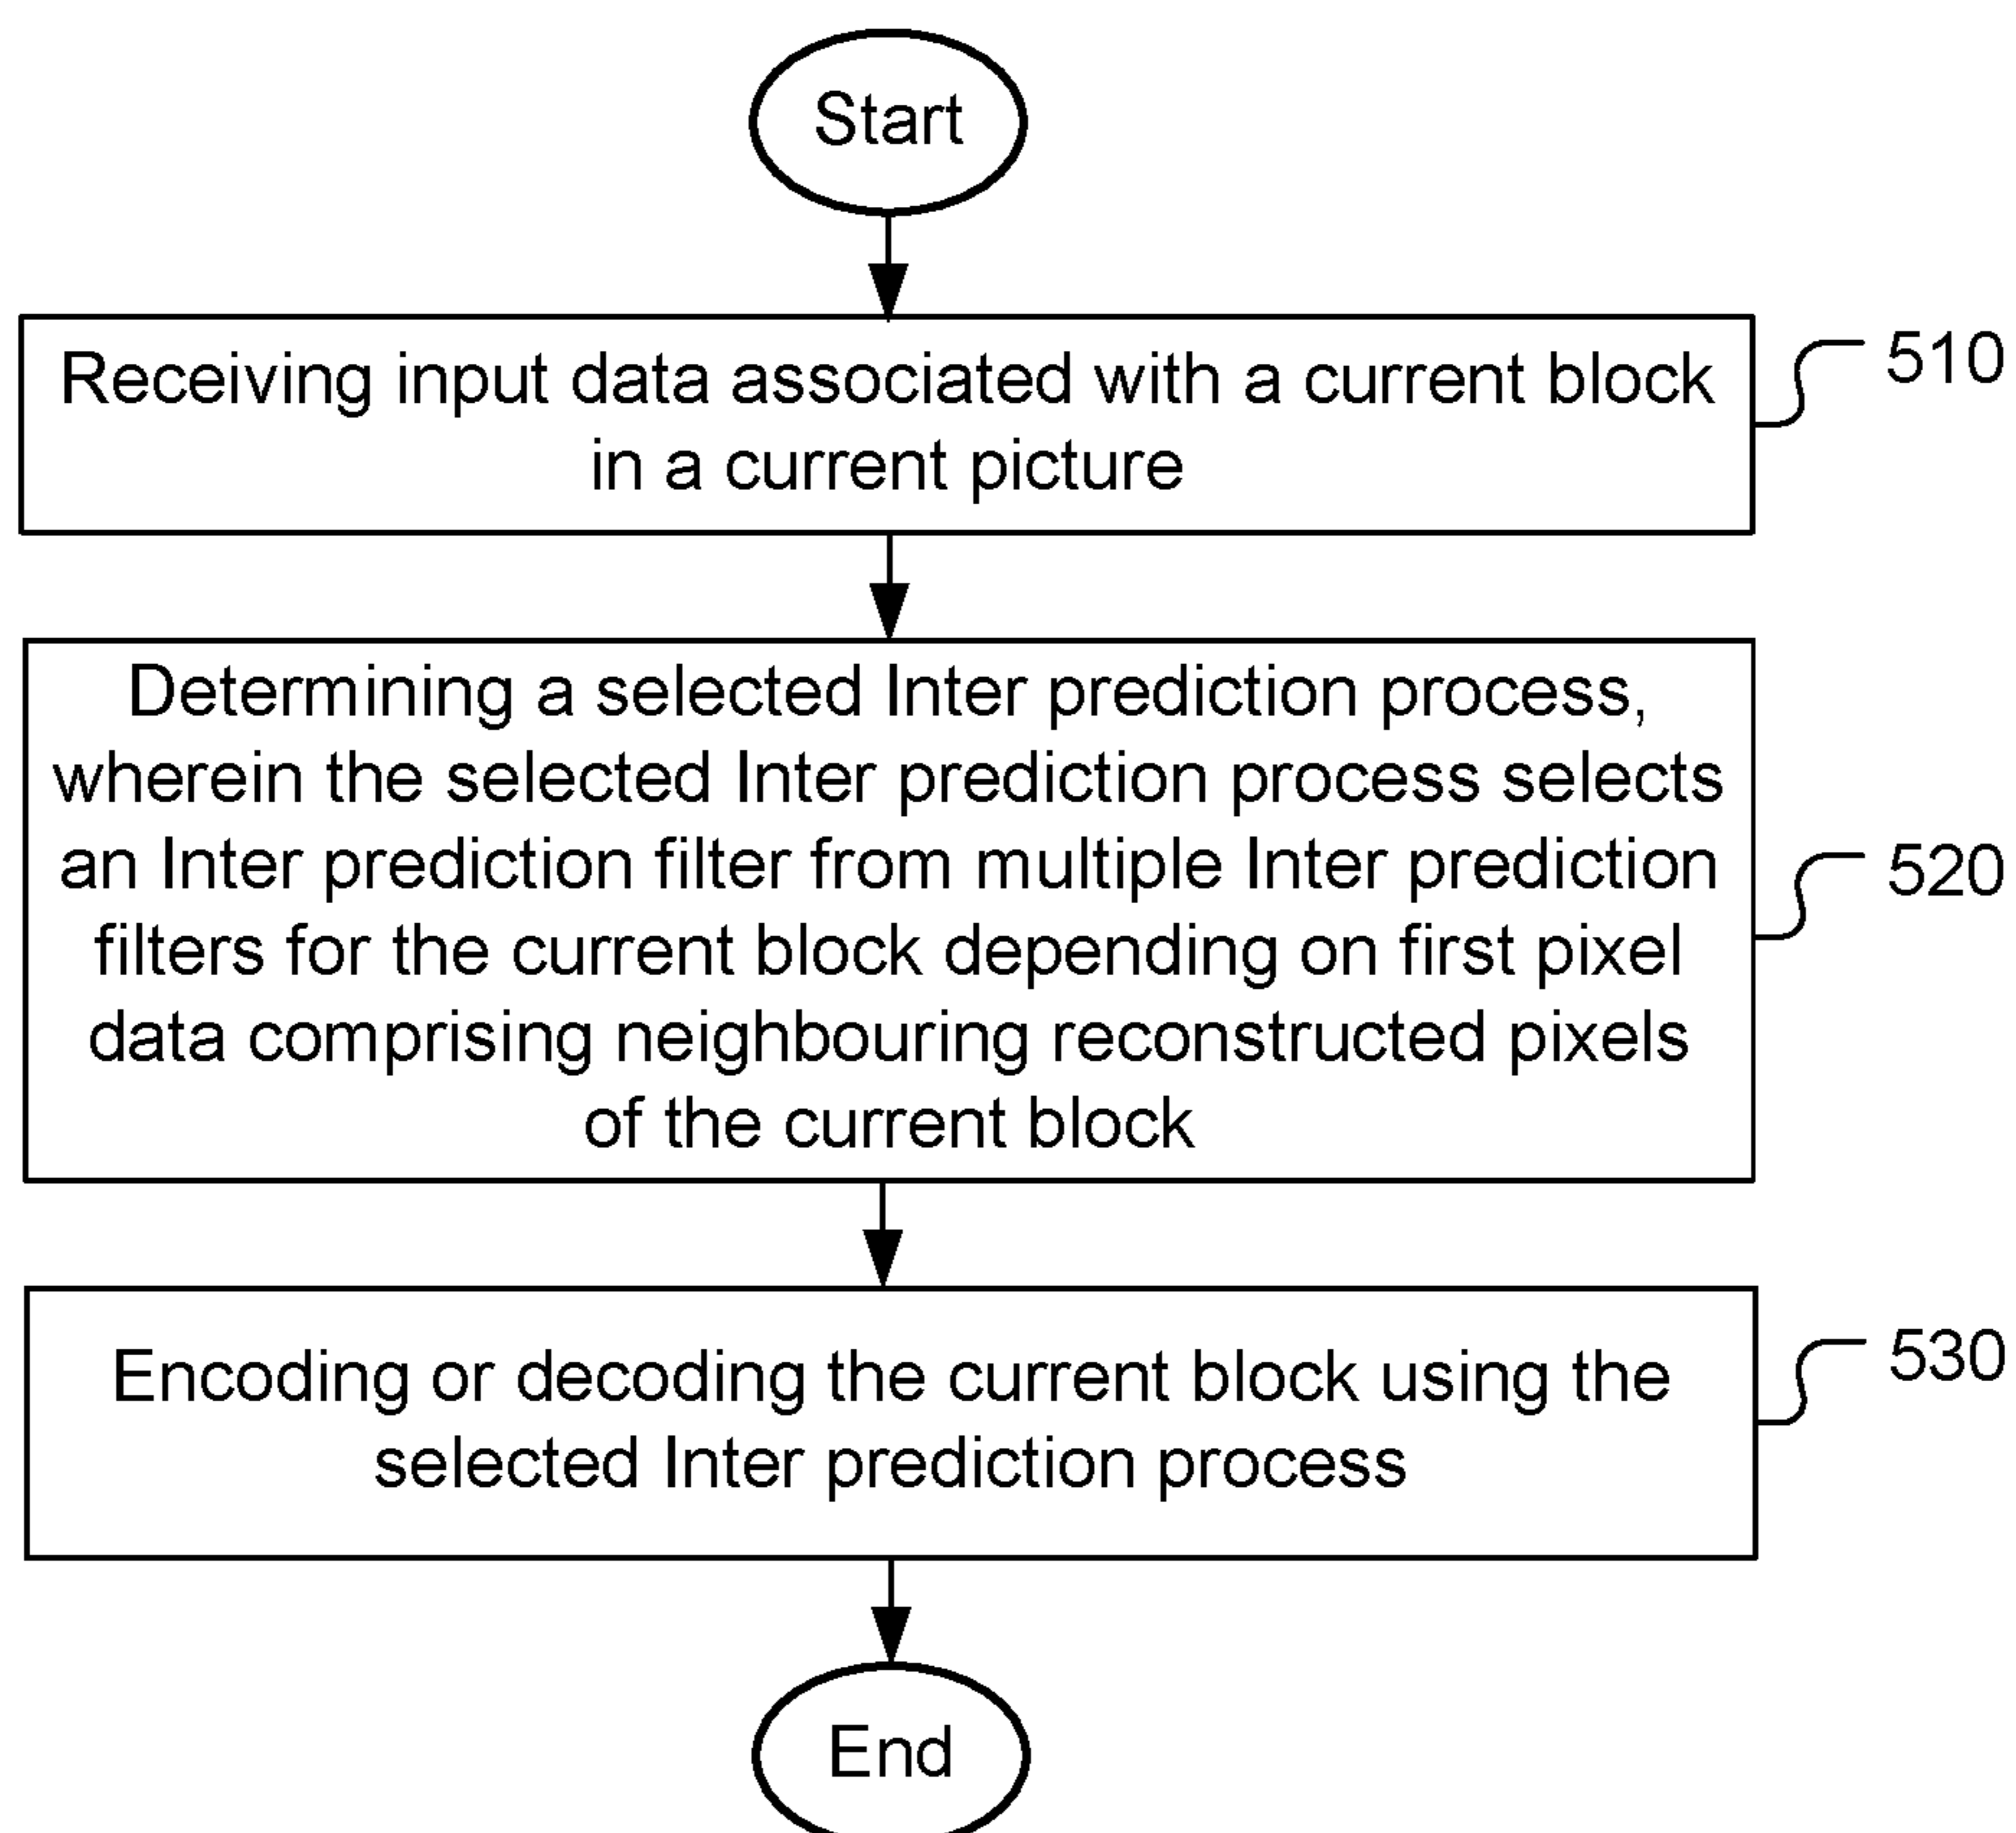 Start
Receiving input data associated with a current block
in a current picture
510
Determining a selected Inter prediction process,
wherein the selected Inter prediction process selects
an Inter prediction filter from multiple Inter prediction
filters for the current block depending on first pixel
data comprising neighbouring reconstructed pixels
of the current block
520
Encoding or decoding the current block using the
selected Inter prediction process
530
End